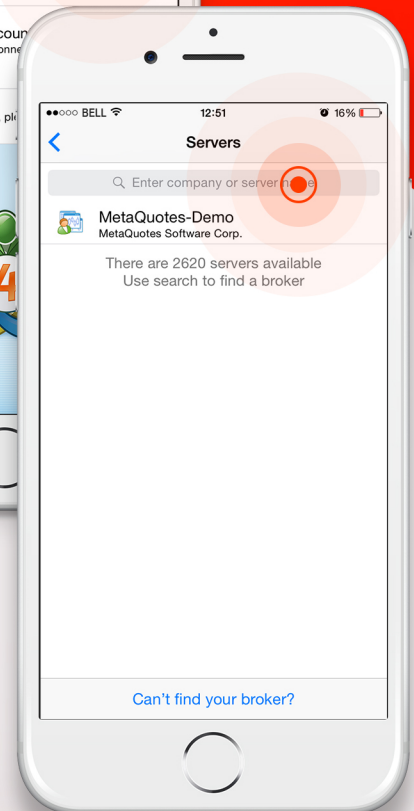 BELL
12:51
16%
Servers
Enter company or server name
MetaQuotes-Demo
MetaQuotes Software Corp.
There are 2620 servers available
Use search to find a broker
Can't find your broker?